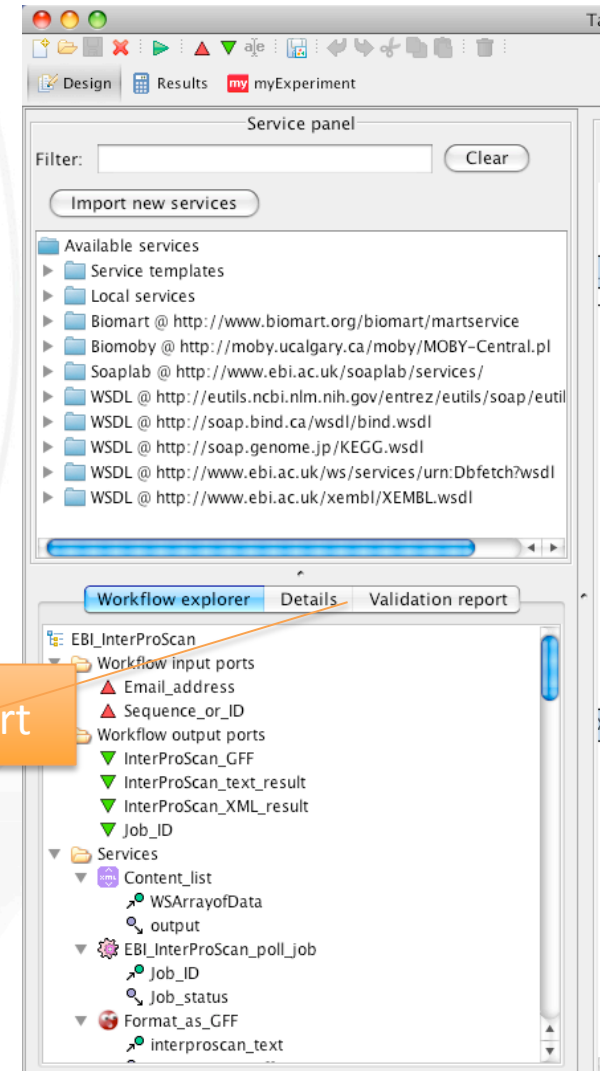 Ta
Design Results my myExperiment
Service panel
Filter: Clear
Import new services
Available services
Service templates
Local services
Biomart @ http://www.biomart.org/biomart/martservice
Biomoby @ http://moby.ucalgary.ca/moby/MOBY-Central.pl
Soaplab @ http://www.ebi.ac.uk/soaplab/services/
WSDL @ http://eutils.ncbi.nlm.nih.gov/entrez/eutils/soap/eutil
WSDL @ http://soap.bind.ca/wsdl/bind.wsdl
WSDL @ http://soap.genome.jp/KEGG.wsdl
WSDL @ http://www.ebi.ac.uk/ws/services/urn:Dbfetch?wsdl
WSDL @ http://www.ebi.ac.uk/xembl/XEMBL.wsdl
Workflow explorer Details Validation report
EBI_InterProScan
Workflow input ports
Email_address
Sequence_or_ID
rt
Workflow output ports
InterProScan_GFF
InterProScan_text_result
InterProScan_XML_result
Job_ID
Services
Content_list
WSArrayofData
output
EBI_InterProScan_poll_job
Job_ID
Job_status
Format_as_GFF
interproscan_text